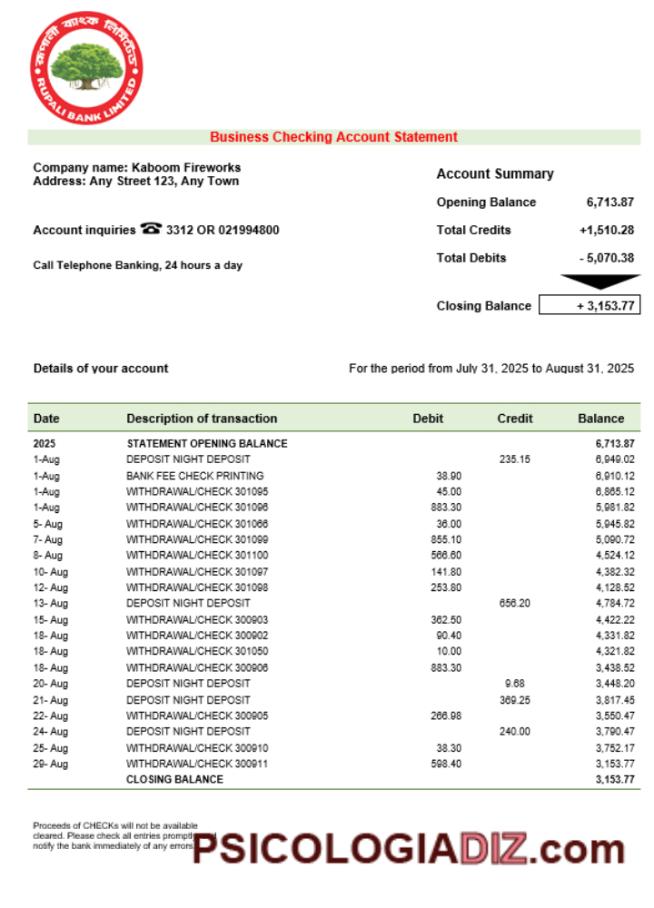 রূপালী ব্যাংক লিমিটেড
RUPALI BANK LIMITED
Business Checking Account Statement
Company name: Kaboom Fireworks
Address: Any Street 123, Any Town
Account inquiries ☎ 3312 OR 021994800
Call Telephone Banking, 24 hours a day
Account Summary
Opening Balance 6,713.87
Total Credits +1,510.28
Total Debits - 5,070.38
Closing Balance + 3,153.77
Details of your account For the period from July 31, 2025 to August 31, 2025
Date Description of transaction Debit Credit Balance
2025 STATEMENT OPENING BALANCE 6,713.87
1-Aug DEPOSIT NIGHT DEPOSIT 235.15 6,949.02
1-Aug BANK FEE CHECK PRINTING 38.90 6,910.12
1-Aug WITHDRAWAL/CHECK 301095 45.00 6,865.12
1-Aug WITHDRAWAL/CHECK 301096 883.30 5,981.82
5- Aug WITHDRAWAL/CHECK 301066 36.00 5,945.82
7- Aug WITHDRAWAL/CHECK 301099 855.10 5,090.72
8- Aug WITHDRAWAL/CHECK 301100 566.60 4,524.12
10- Aug WITHDRAWAL/CHECK 301097 141.80 4,382.32
12- Aug WITHDRAWAL/CHECK 301098 253.80 4,128.52
13- Aug DEPOSIT NIGHT DEPOSIT 656.20 4,784.72
15- Aug WITHDRAWAL/CHECK 300903 362.50 4,422.22
18- Aug WITHDRAWAL/CHECK 300902 90.40 4,331.82
18- Aug WITHDRAWAL/CHECK 301050 10.00 4,321.82
18- Aug WITHDRAWAL/CHECK 300906 883.30 3,438.52
20- Aug DEPOSIT NIGHT DEPOSIT 9.68 3,448.20
21- Aug DEPOSIT NIGHT DEPOSIT 369.25 3,817.45
22- Aug WITHDRAWAL/CHECK 300905 266.98 3,550.47
24- Aug DEPOSIT NIGHT DEPOSIT 240.00 3,790.47
25- Aug WITHDRAWAL/CHECK 300910 38.30 3,752.17
29- Aug WITHDRAWAL/CHECK 300911 598.40 3,153.77
CLOSING BALANCE 3,153.77
Proceeds of CHECKs will not be available
cleared. Please check all entries
notify the bank immediately of any errors.
PSICOLOGIADIZ.com